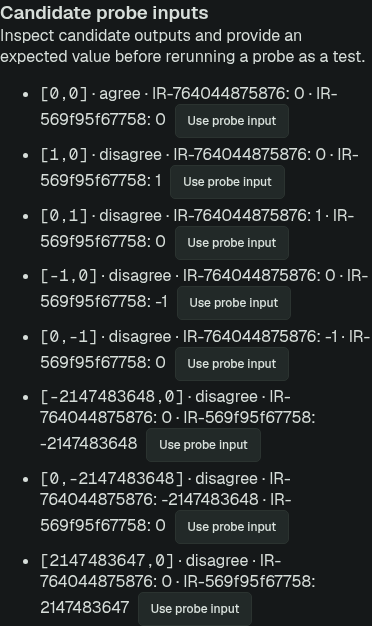 Candidate probe inputs
Inspect candidate outputs and provide an
expected value before rerunning a probe as a test.
[0,0] · agree · IR-764044875876: 0 · IR-
569f95f67758: 0 Use probe input
[1,0] · disagree · IR-764044875876: 0 · IR-
569f95f67758: 1 Use probe input
[0,1] · disagree · IR-764044875876: 1 · IR-
569f95f67758: 0 Use probe input
[-1,0] · disagree · IR-764044875876: 0 · IR-
569f95f67758: -1 Use probe input
[0,-1] · disagree · IR-764044875876: -1 · IR-
569f95f67758: 0 Use probe input
[-2147483648,0] · disagree · IR-
764044875876: 0 · IR-569f95f67758:
-2147483648 Use probe input
[0,-2147483648] · disagree · IR-
764044875876: -2147483648 · IR-
569f95f67758: 0 Use probe input
[2147483647,0] · disagree · IR-
764044875876: 0 · IR-569f95f67758:
2147483647 Use probe input